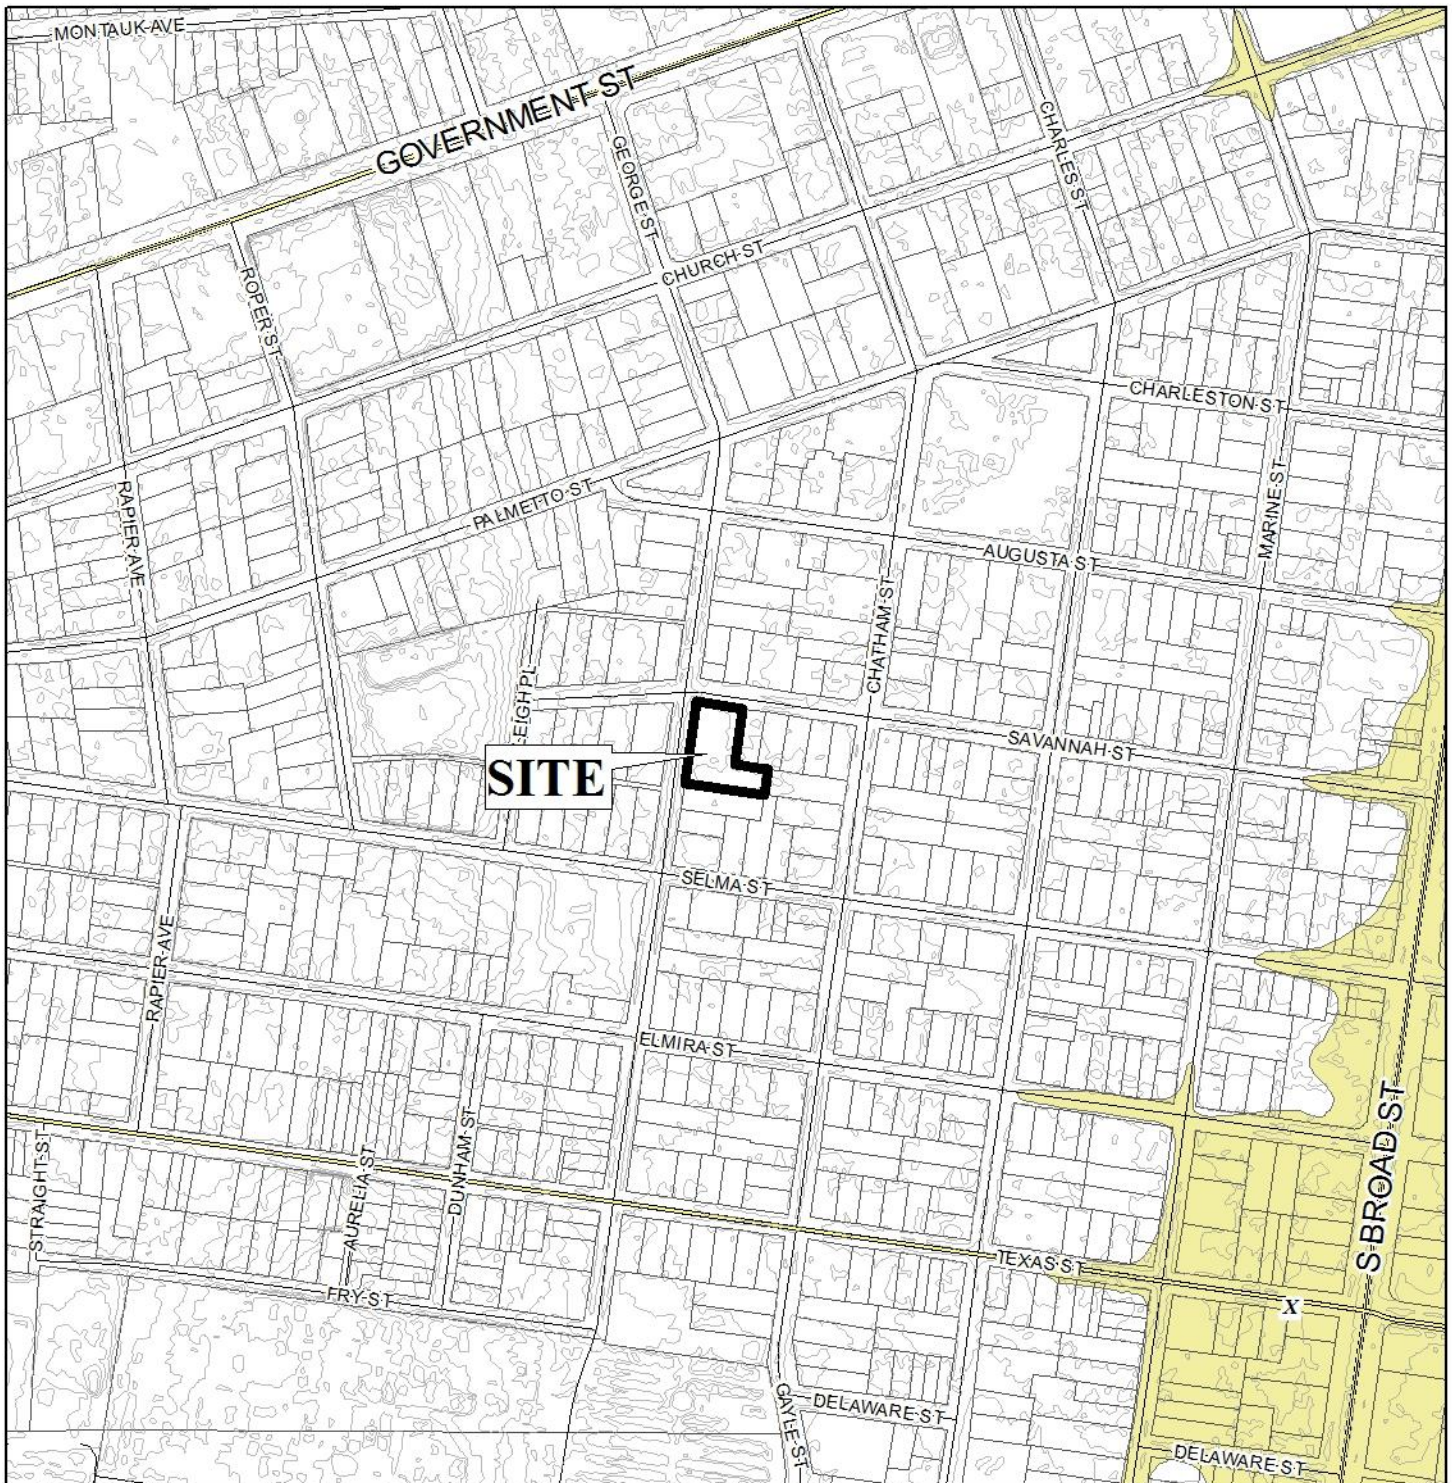 MONTAUK AVE
GOVERNMENT ST
GEORGE ST
CHARLES ST
CHURCH ST
ROPER ST
CHARLESTON ST
RAPIER AVE
PALMETTO ST
MARINE ST
AUGUSTA ST
CHATHAM ST
LEIGH PL
SAVANNAH ST
SITE
SELMA ST
RAPIER AVE
ELMIRA ST
S BROAD ST
DUNHAM ST
STRAIGHT ST
AURELIA ST
TEXAS ST
FRY ST
X
GAYLE ST
DELAWARE ST
DELAWARE ST